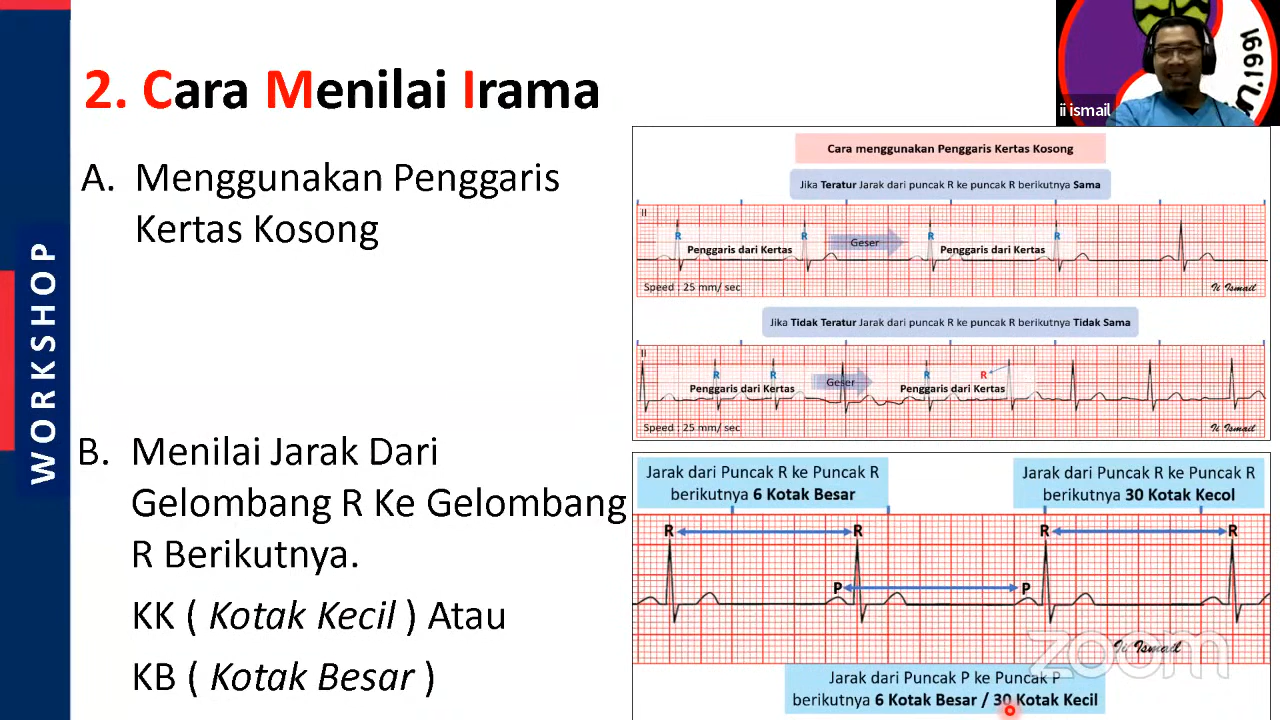 WORKSHOP
2. Cara Menilai Irama
A. Menggunakan Penggaris
Kertas Kosong
B. Menilai Jarak Dari
Gelombang R Ke Gelombang
R Berikutnya.
KK ( Kotak Kecil ) Atau
KB ( Kotak Besar )
ii ismail
1991
Cara menggunakan Penggaris Kertas Kosong
Jika Teratur Jarak dari puncak R ke puncak R berikutnya Sama
II
R R R R
Penggaris dari Kertas Geser Penggaris dari Kertas
Speed : 25 mm/ sec Ii Ismail
Jika Tidak Teratur Jarak dari puncak R ke puncak R berikutnya Tidak Sama
II
R R R R
Penggaris dari Kertas Geser Penggaris dari Kertas
Speed : 25 mm/ sec Ii Ismail
Jarak dari Puncak R ke Puncak R
berikutnya 6 Kotak Besar
Jarak dari Puncak R ke Puncak R
berikutnya 30 Kotak Kecol
R R R R
P P
Ii Ismail
zoom
Jarak dari Puncak P ke Puncak P
berikutnya 6 Kotak Besar / 30 Kotak Kecil